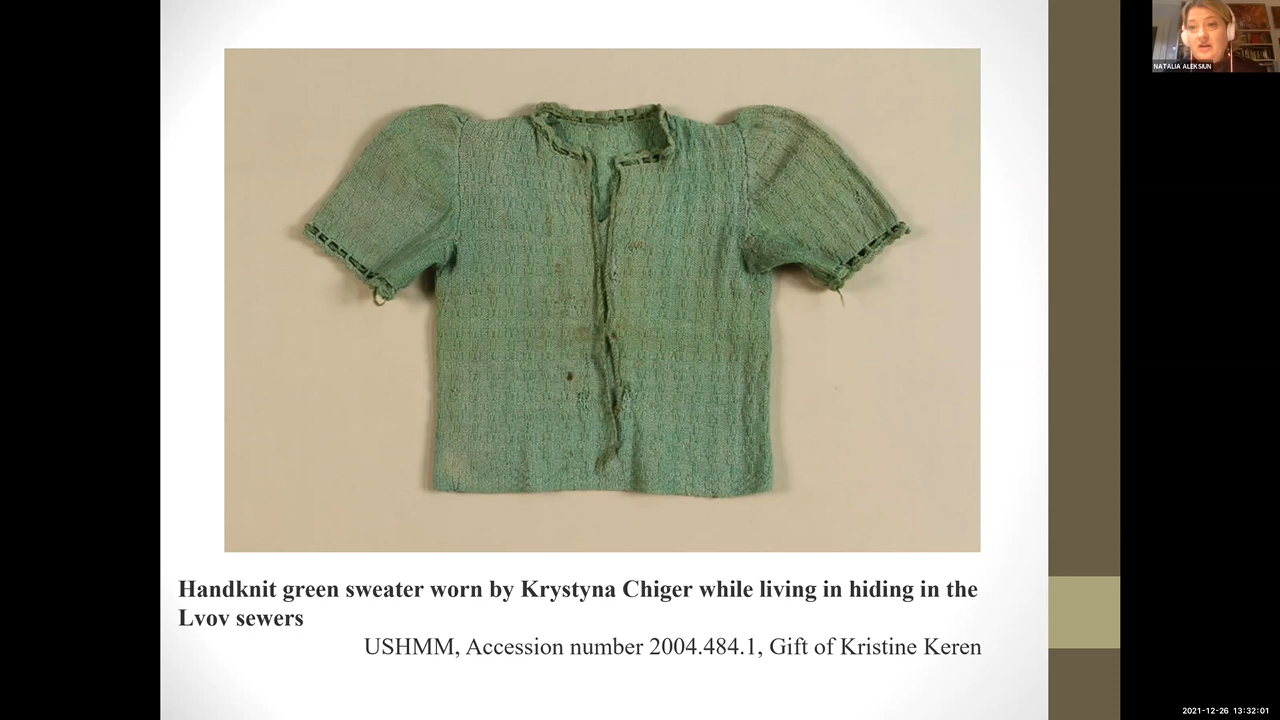 NATALIA ALEKSIUN
Handknit green sweater worn by Krystyna Chiger while living in hiding in the
Lvov sewers
USHMM, Accession number 2004.484.1, Gift of Kristine Keren
2021-12-26 13:32:01